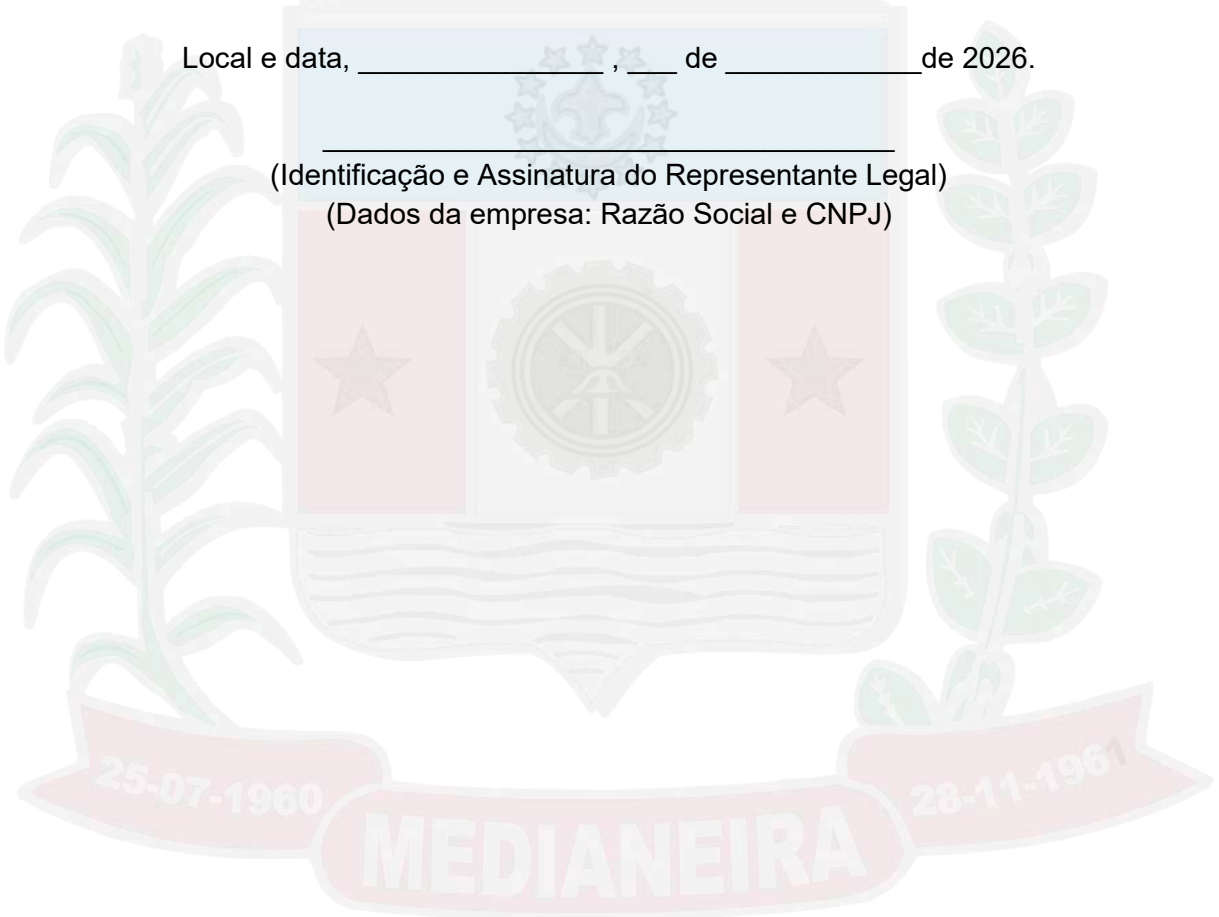 Local e data, _______________ , ___ de ____________de 2026.
___________________________________
(Identificação e Assinatura do Representante Legal)
(Dados da empresa: Razão Social e CNPJ)
25-07-1960
28-11-1961
MEDIANEIRA